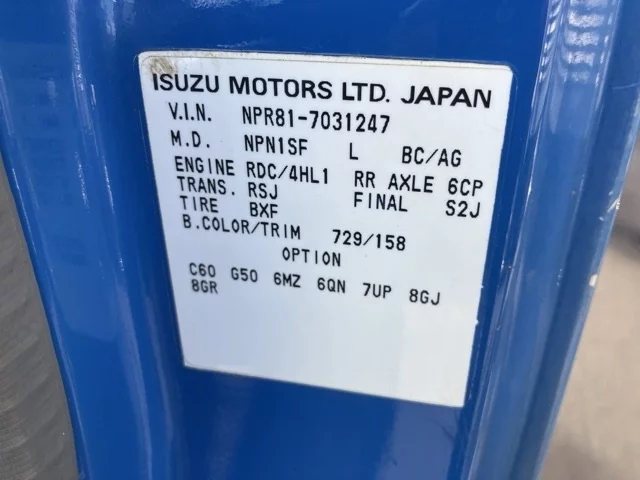 ISUZU MOTORS LTD. JAPAN
V.I.N. NPR81-7031247
M.D. NPN1SF L BC/AG
ENGINE RDC/4HL1 RR AXLE 6CP
TRANS. RSJ FINAL S2J
TIRE BXF
B.COLOR/TRIM 729/158
OPTION
C60 G50 6MZ 6QN 7UP 8GJ
8GR